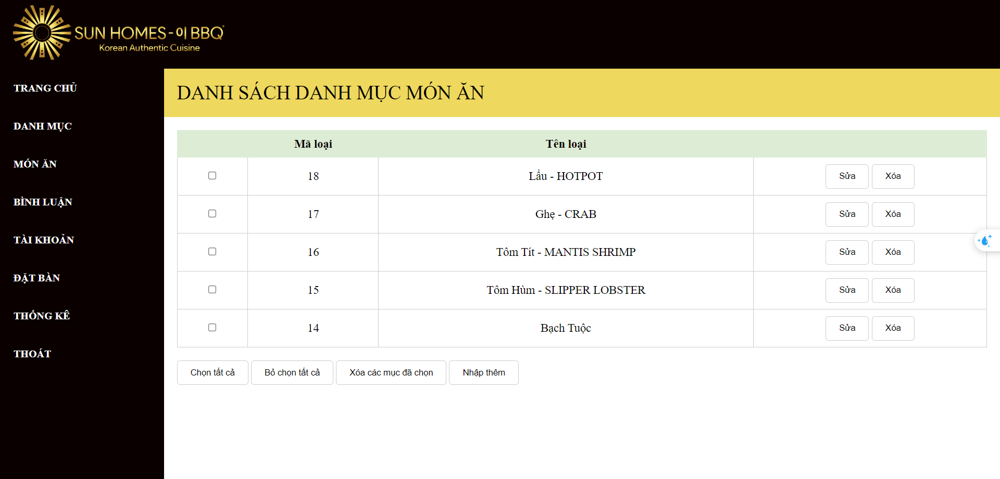 SUN HOMES - 이 BBQ
Korean Authentic Cuisine
TRANG CHỦ
DANH MỤC
MÓN ĂN
BÌNH LUẬN
TÀI KHOẢN
ĐẶT BÀN
THỐNG KÊ
THOÁT
DANH SÁCH DANH MỤC MÓN ĂN
Mã loại Tên loại
18 Lẩu - HOTPOT Sửa Xóa
17 Ghẹ - CRAB Sửa Xóa
16 Tôm Tít - MANTIS SHRIMP Sửa Xóa
15 Tôm Hùm - SLIPPER LOBSTER Sửa Xóa
14 Bạch Tuộc Sửa Xóa
Chọn tất cả Bỏ chọn tất cả Xóa các mục đã chọn Nhập thêm